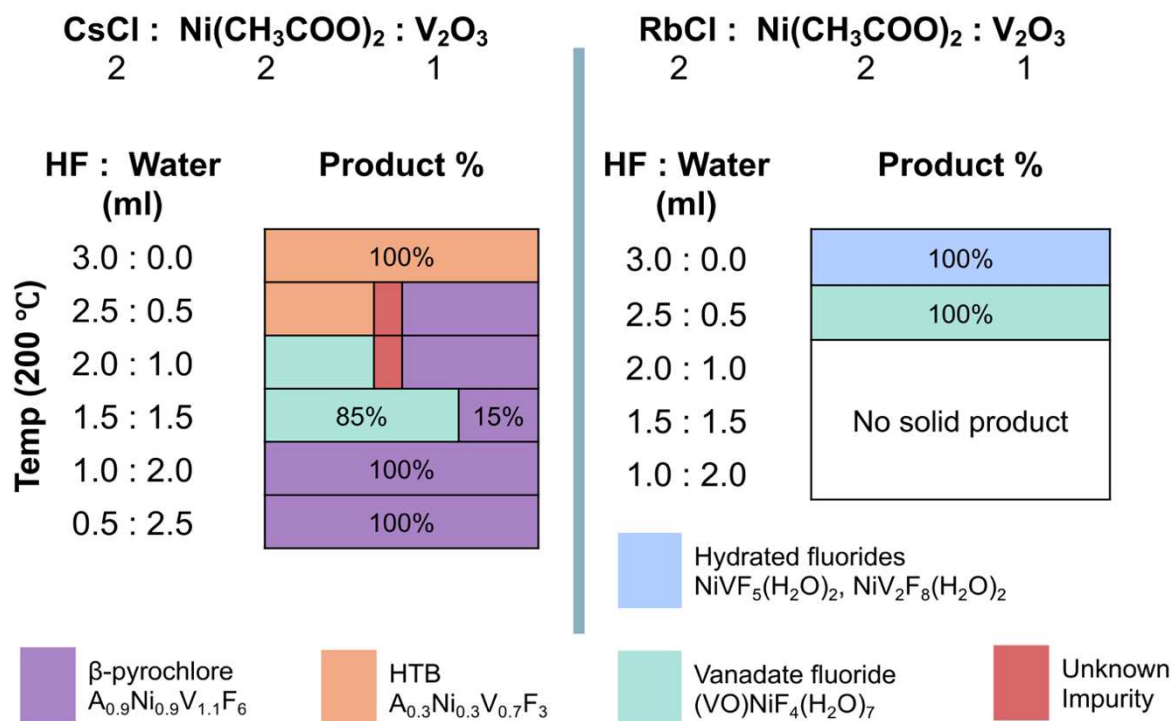 CsCl : Ni(CH₃COO)₂ : V₂O₃
2 2 1
HF : Water
(ml)
Product %
Temp (200 °C)
3.0 : 0.0
100%
2.5 : 0.5
2.0 : 1.0
1.5 : 1.5
85%
15%
1.0 : 2.0
100%
0.5 : 2.5
100%
RbCl : Ni(CH₃COO)₂ : V₂O₃
2 2 1
HF : Water
(ml)
Product %
3.0 : 0.0
100%
2.5 : 0.5
100%
2.0 : 1.0
1.5 : 1.5
1.0 : 2.0
No solid product
Hydrated fluorides
NiVF₅(H₂O)₂, NiV₂F₈(H₂O)₂
β-pyrochlore
A₀.₉Ni₀.₉V₁.₁F₆
HTB
A₀.₃Ni₀.₃V₀.₇F₃
Vanadate fluoride
(VO)NiF₄(H₂O)₇
Unknown
Impurity